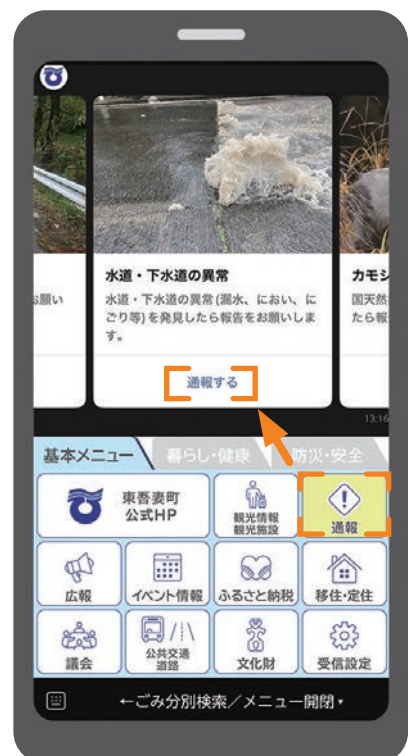 水道・下水道の異常
水道・下水道の異常(漏水、におい、に
ごり等)を発見したら報告をお願いしま
す。
通報する
お願い
カモシ
国天然
たら報
13:16
基本メニュー
暮らし・健康
防災・安全
東吾妻町
公式HP
観光情報
観光施設
通報
広報
イベント情報
ふるさと納税
移住・定住
議会
公共交通
道路
文化財
受信設定
←ごみ分別検索／メニュー開閉▾